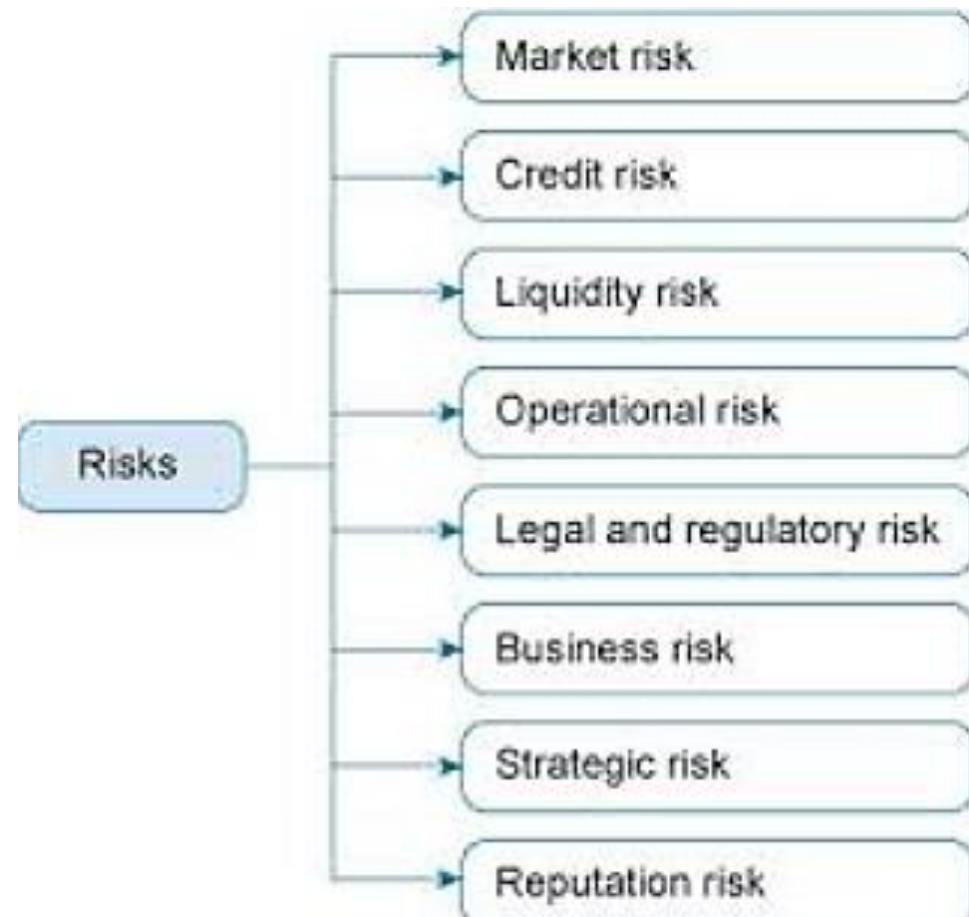 Market risk
Credit risk
Liquidity risk
Operational risk
Risks
Legal and regulatory risk
Business risk
Strategic risk
Reputation risk